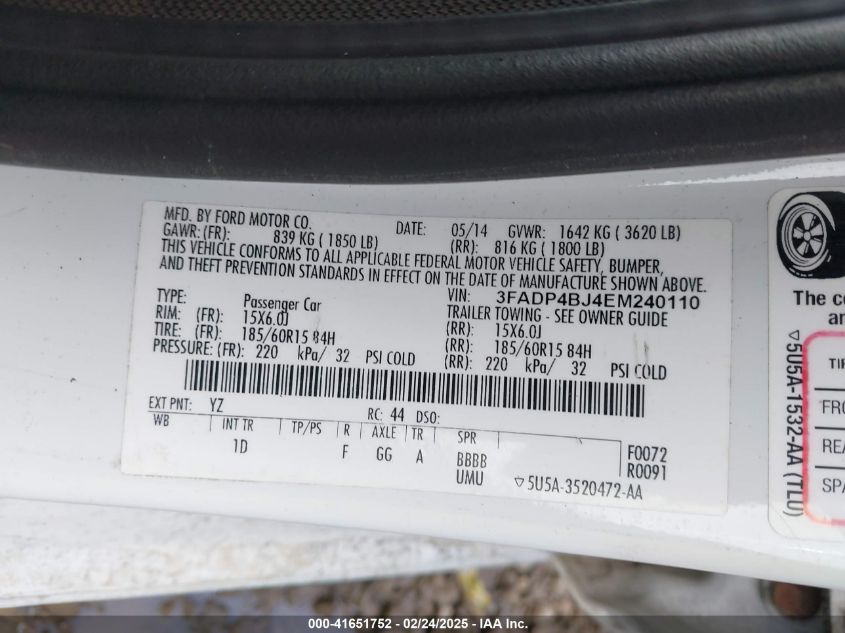 MFD. BY FORD MOTOR CO. DATE: 05/14 GVWR: 1642 KG ( 3620 LB)
GAWR: (FR): 839 KG ( 1850 LB) (RR): 816 KG ( 1800 LB)
THIS VEHICLE CONFORMS TO ALL APPLICABLE FEDERAL MOTOR VEHICLE SAFETY, BUMPER,
AND THEFT PREVENTION STANDARDS IN EFFECT ON THE DATE OF MANUFACTURE SHOWN ABOVE.
VIN: 3FADP4BJ4EM240110
TYPE: Passenger Car TRAILER TOWING - SEE OWNER GUIDE
RIM: (FR): 15X6.0J (RR): 15X6.0J
TIRE: (FR): 185/60R15 84H (RR): 185/60R15 84H
PRESSURE: (FR): 220 kPa/ 32 PSI COLD (RR): 220 kPa/ 32 PSI COLD
EXT PNT: YZ RC: 44 DSO:
WB INT TR TP/PS R AXLE TR SPR
1D F GG A BBBB
UMU
F0072
R0091
▽5U5A-3520472-AA
The co
an
TIR
FRO
REA
SPA
▽5U5A-1532-AA (TLU)
000-41651752 - 02/24/2025 - IAA Inc.